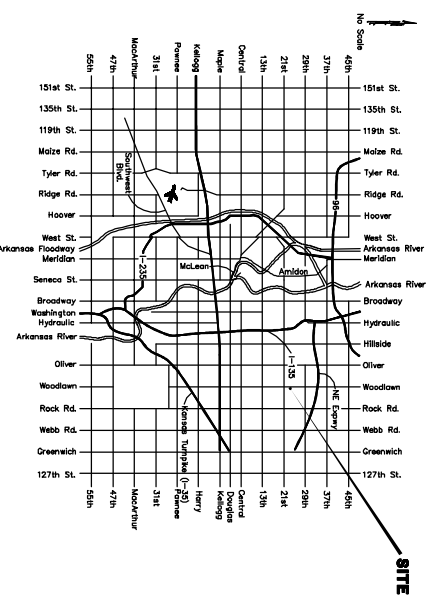 No Scale
55th
47th
MacArthur
31st
Pawnee
Kellogg
Maple
Central
13th
21st
29th
37th
45th
151st St.
135th St.
119th St.
Maize Rd.
Tyler Rd.
Ridge Rd.
Hoover
West St.
Arkansas Floodway
Meridian
Seneca St.
Broadway
Washington
Hydraulic
Arkansas River
Oliver
Woodlawn
Rock Rd.
Webb Rd.
Greenwich
127th St.
Southwest
Blvd.
96
I-235
McLean
Amidon
I-135
NE Expwy
Kansas Turnpike (I-35)
151st St.
135th St.
119th St.
Maize Rd.
Tyler Rd.
Ridge Rd.
Hoover
West St.
Arkansas River
Meridian
Arkansas River
Broadway
Hydraulic
Hillside
Oliver
Woodlawn
Rock Rd.
Webb Rd.
Greenwich
127th St.
55th
47th
MacArthur
31st
Pawnee
Harry
Kellogg
Douglas
Central
13th
21st
29th
37th
45th
SITE